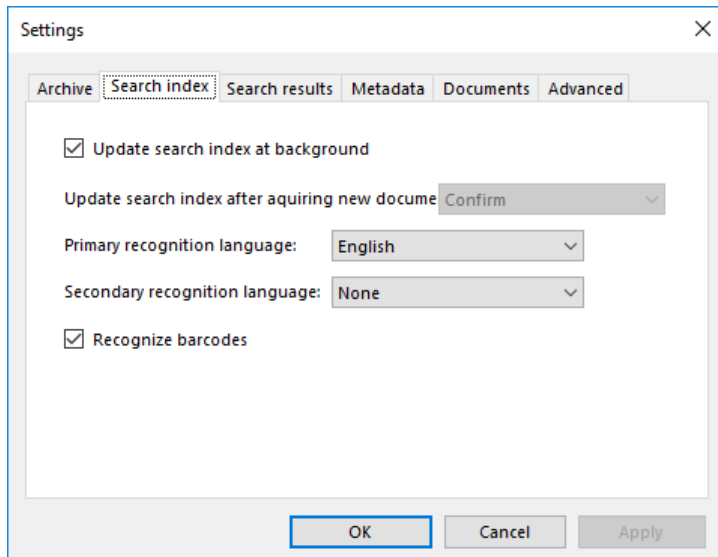 Settings
Archive Search index Search results Metadata Documents Advanced
Update search index at background
Update search index after aquiring new docume Confirm
Primary recognition language: English
Secondary recognition language: None
Recognize barcodes
OK Cancel Apply